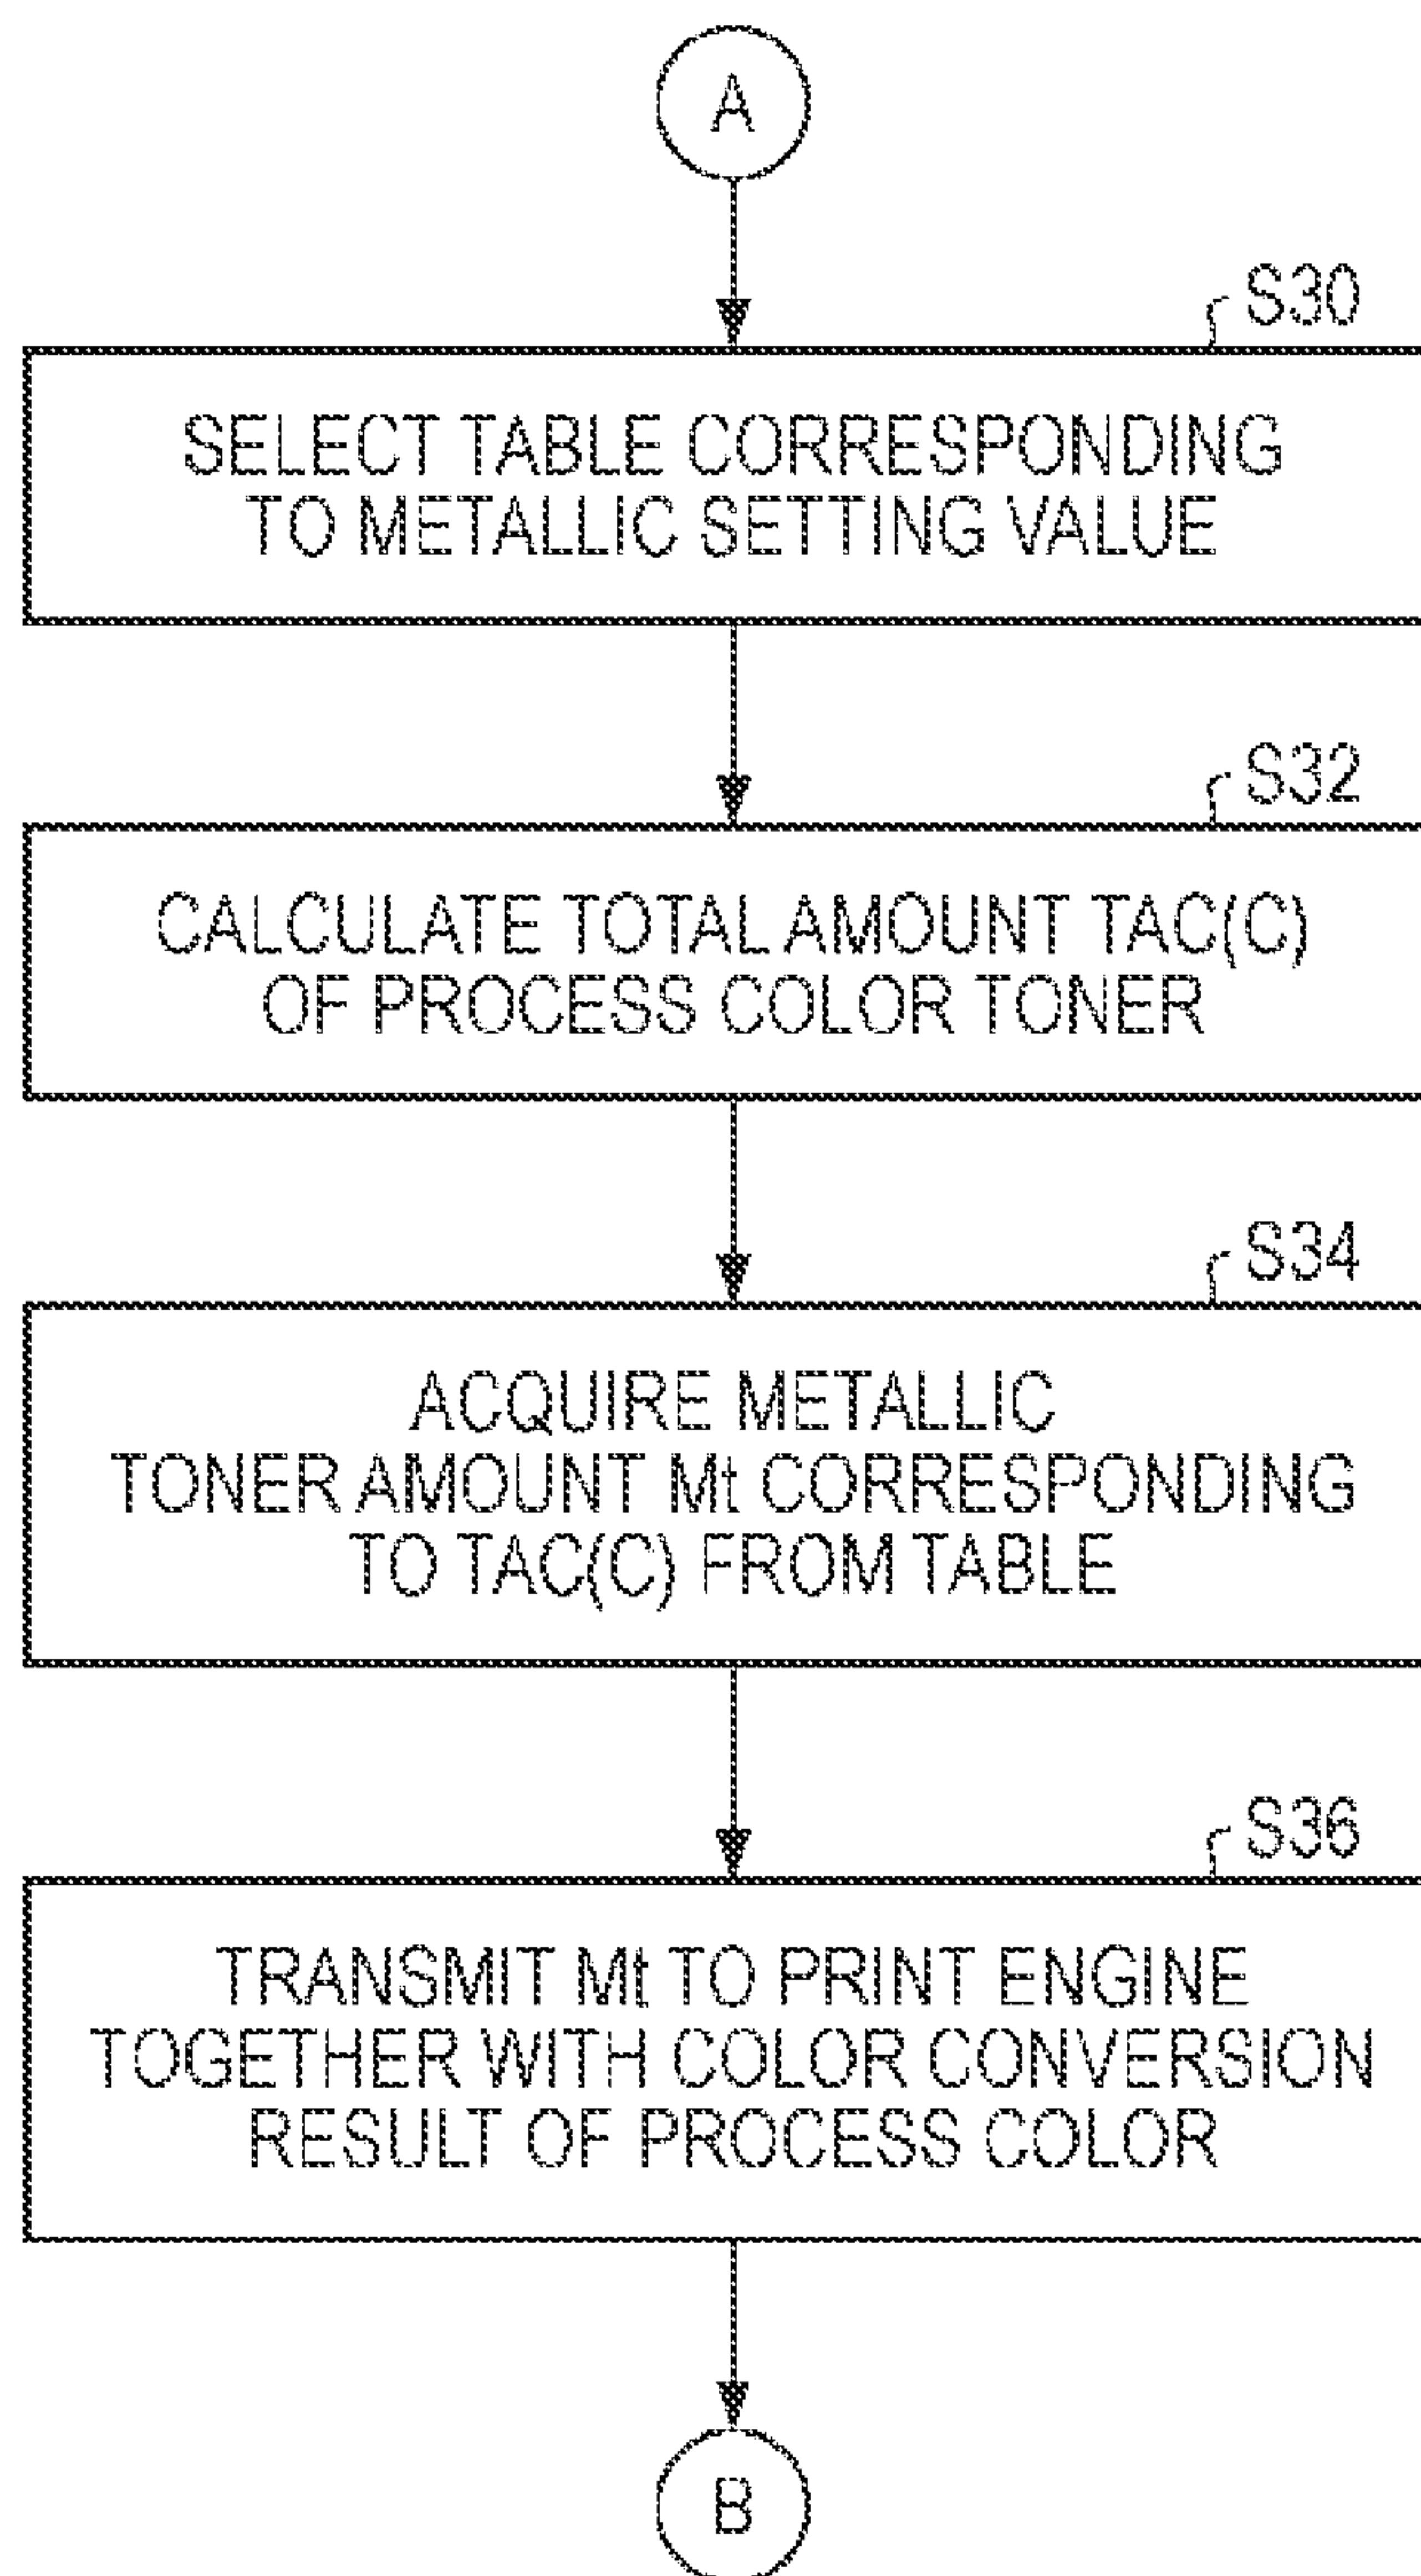 A
S30
SELECT TABLE CORRESPONDING
TO METALLIC SETTING VALUE
S32
CALCULATE TOTAL AMOUNT TAC(C)
OF PROCESS COLOR TONER
S34
ACQUIRE METALLIC
TONER AMOUNT Mt CORRESPONDING
TO TAC(C) FROM TABLE
S36
TRANSMIT Mt TO PRINT ENGINE
TOGETHER WITH COLOR CONVERSION
RESULT OF PROCESS COLOR
B